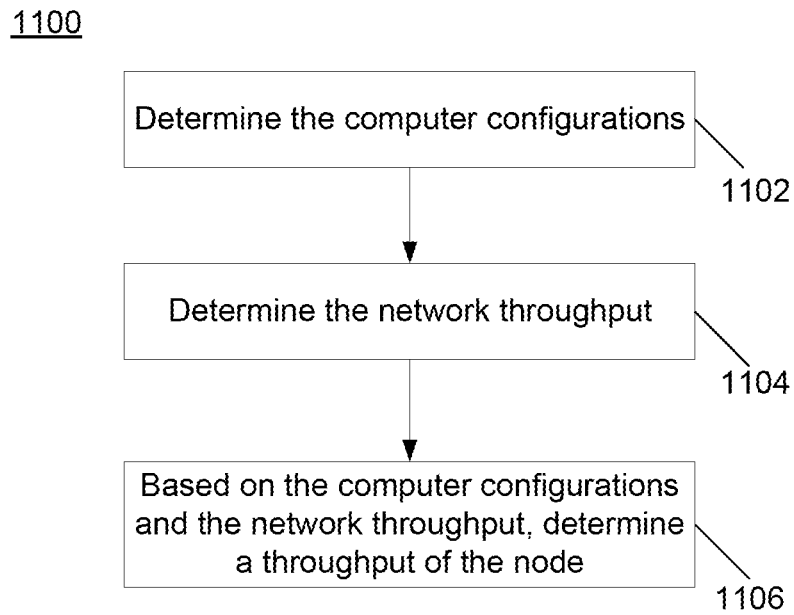 1100
Determine the computer configurations
1102
Determine the network throughput
1104
Based on the computer configurations
and the network throughput, determine
a throughput of the node
1106